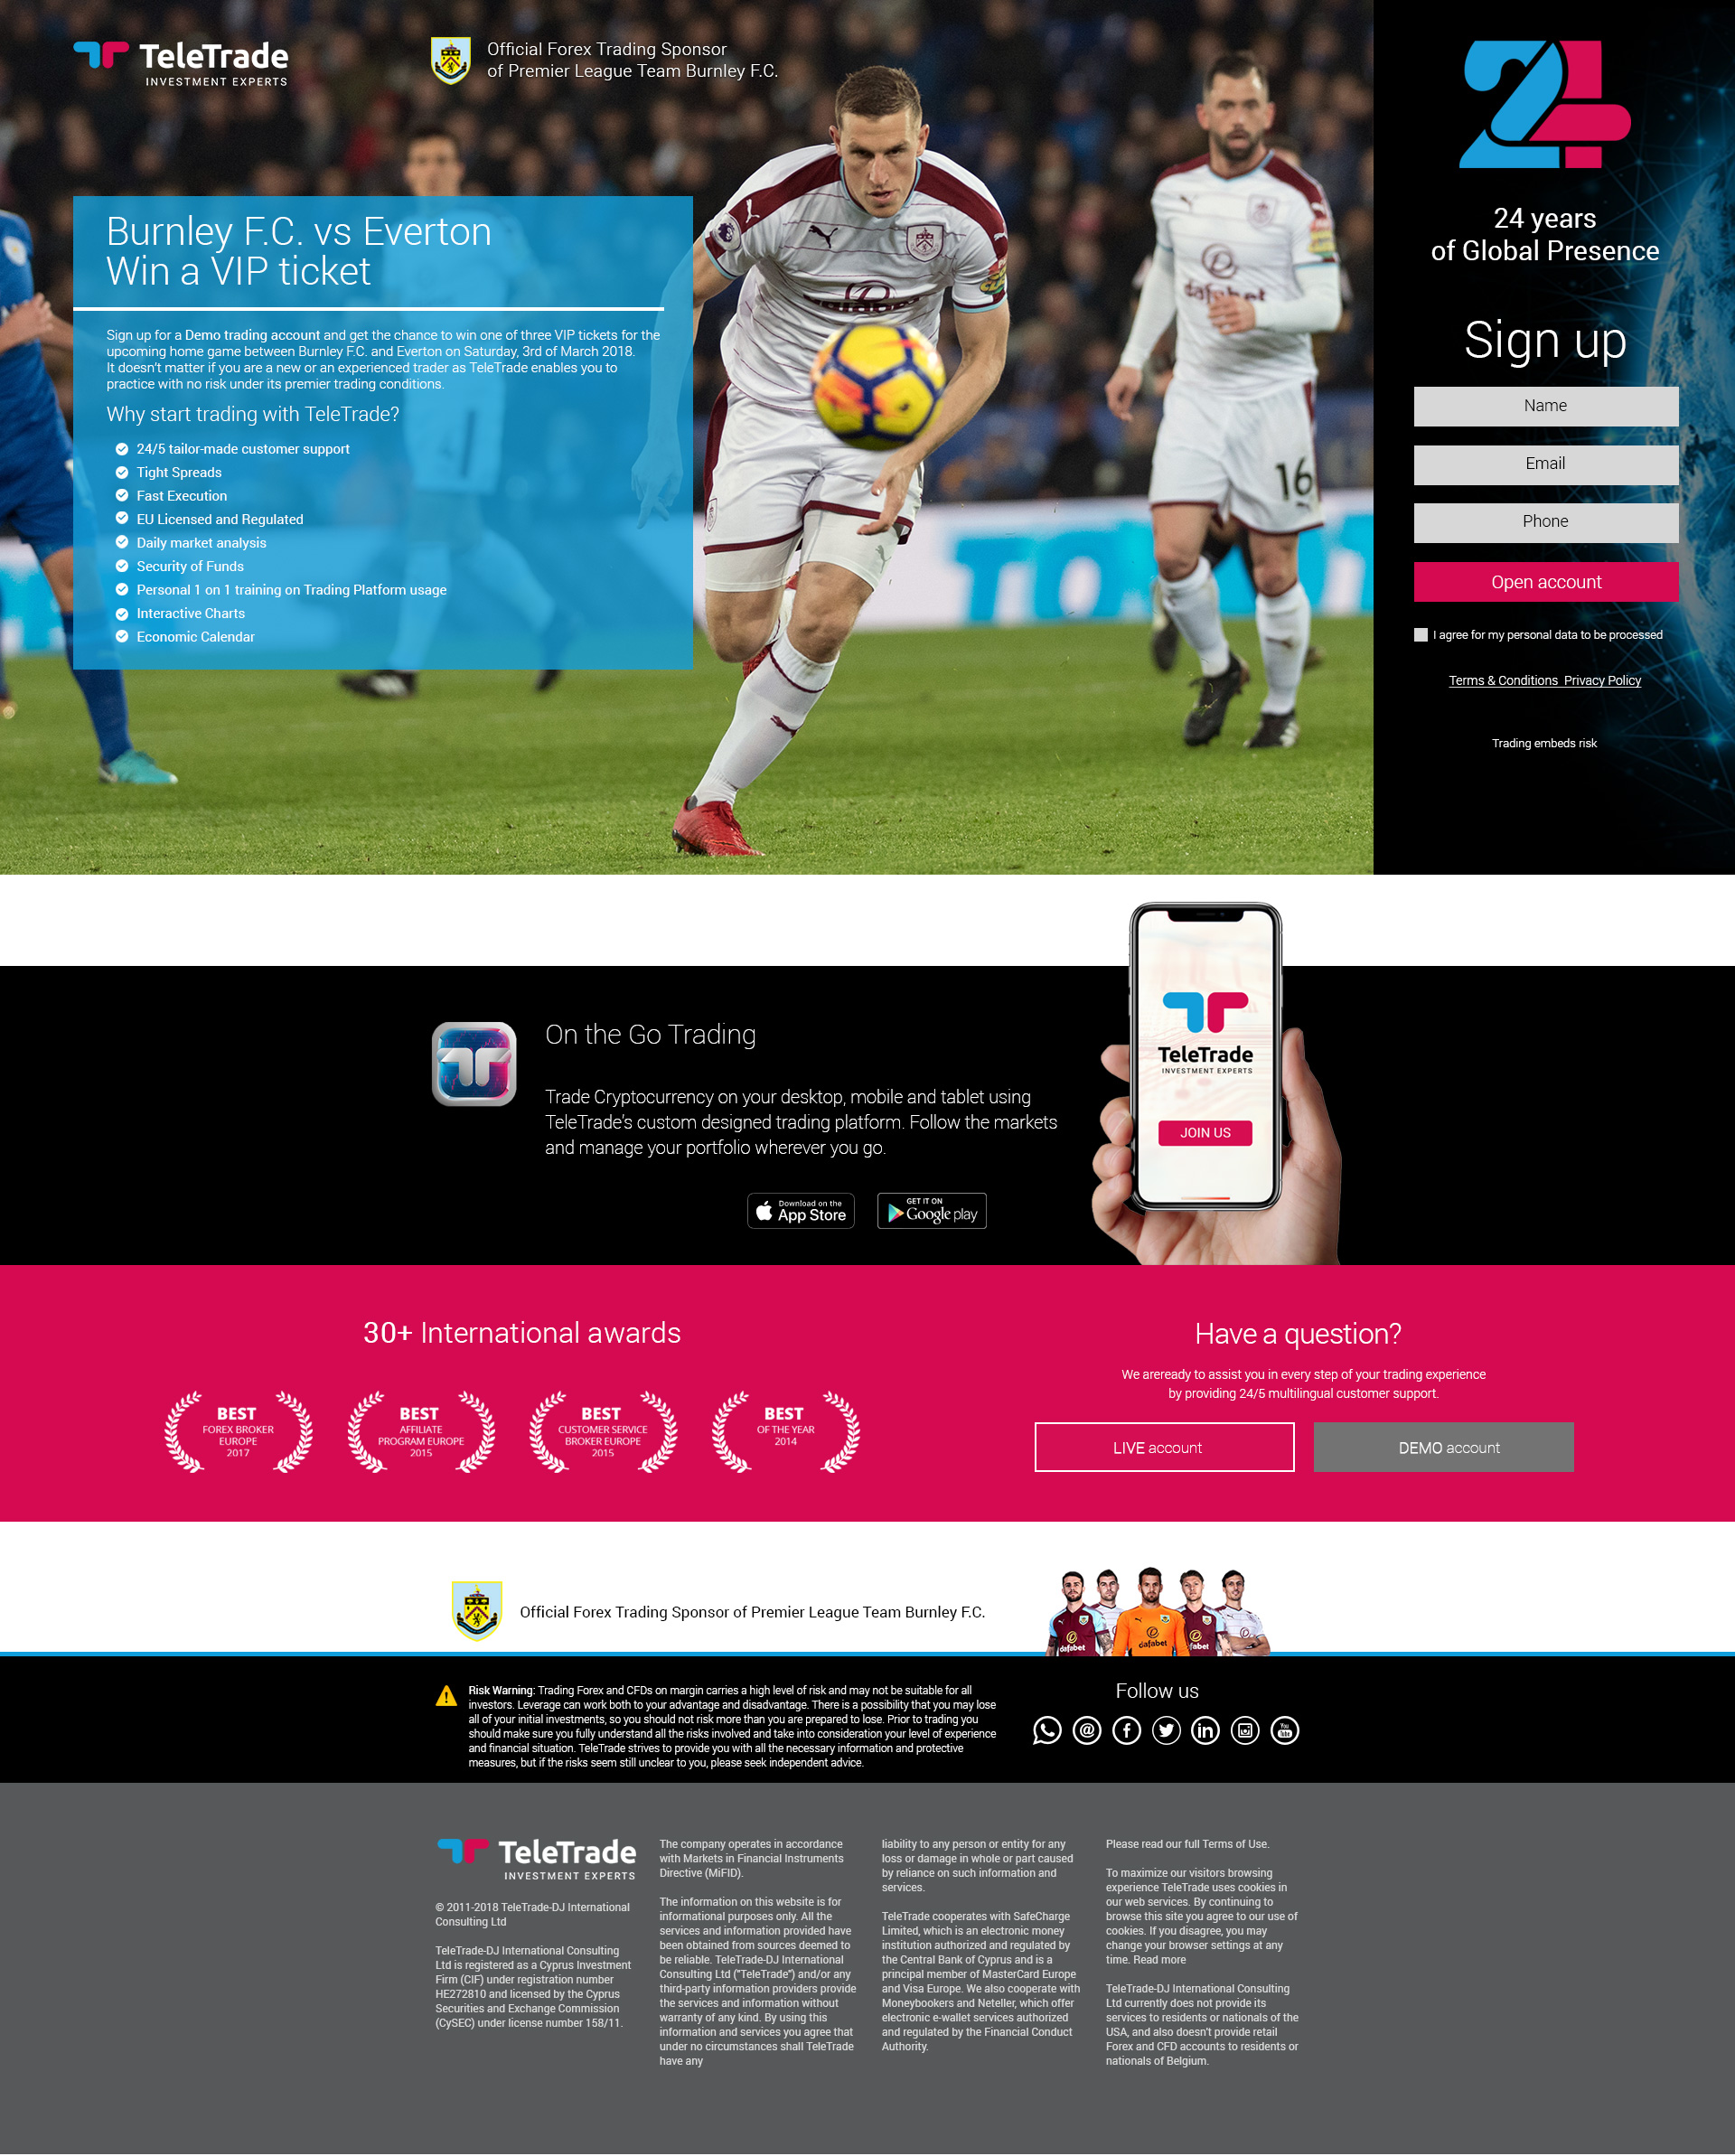 TeleTrade
INVESTMENT EXPERTS
Official Forex Trading Sponsor
of Premier League Team Burnley F.C.
Burnley F.C. vs Everton
Win a VIP ticket
Sign up for a Demo trading account and get the chance to win one of three VIP tickets for the
upcoming home game between Burnley F.C. and Everton on Saturday, 3rd of March 2018.
It doesn't matter if you are a new or an experienced trader as TeleTrade enables you to
practice with no risk under its premier trading conditions.
Why start trading with TeleTrade?
24/5 tailor-made customer support
Tight Spreads
Fast Execution
EU Licensed and Regulated
Daily market analysis
Security of Funds
Personal 1 on 1 training on Trading Platform usage
Interactive Charts
Economic Calendar
dafabet
16
TO
24
24 years
of Global Presence
Sign up
Name
Email
Phone
Open account
I agree for my personal data to be processed
Terms & Conditions Privacy Policy
Trading embeds risk
On the Go Trading
Trade Cryptocurrency on your desktop, mobile and tablet using
TeleTrade's custom designed trading platform. Follow the markets
and manage your portfolio wherever you go.
Download on the
App Store
GET IT ON
Google play
TeleTrade
INVESTMENT EXPERTS
JOIN US
30+ International awards
BEST
FOREX BROKER
EUROPE
2017
BEST
AFFILIATE
PROGRAM EUROPE
2015
BEST
CUSTOMER SERVICE
BROKER EUROPE
2015
BEST
OF THE YEAR
2014
Have a question?
We areready to assist you in every step of your trading experience
by providing 24/5 multilingual customer support.
LIVE account
DEMO account
Official Forex Trading Sponsor of Premier League Team Burnley F.C.
dafabet
dafabet
Risk Warning: Trading Forex and CFDs on margin carries a high level of risk and may not be suitable for all
investors. Leverage can work both to your advantage and disadvantage. There is a possibility that you may lose
all of your initial investments, so you should not risk more than you are prepared to lose. Prior to trading you
should make sure you fully understand all the risks involved and take into consideration your level of experience
and financial situation. TeleTrade strives to provide you with all the necessary information and protective
measures, but if the risks seem still unclear to you, please seek independent advice.
Follow us
You
Tube
TeleTrade
INVESTMENT EXPERTS
© 2011-2018 TeleTrade-DJ International
Consulting Ltd
TeleTrade-DJ International Consulting
Ltd is registered as a Cyprus Investment
Firm (CIF) under registration number
HE272810 and licensed by the Cyprus
Securities and Exchange Commission
(CySEC) under license number 158/11.
The company operates in accordance
with Markets in Financial Instruments
Directive (MiFID).
The information on this website is for
informational purposes only. All the
services and information provided have
been obtained from sources deemed to
be reliable. TeleTrade-DJ International
Consulting Ltd ("TeleTrade") and/or any
third-party information providers provide
the services and information without
warranty of any kind. By using this
information and services you agree that
under no circumstances shall TeleTrade
have any
liability to any person or entity for any
loss or damage in whole or part caused
by reliance on such information and
services.
TeleTrade cooperates with SafeCharge
Limited, which is an electronic money
institution authorized and regulated by
the Central Bank of Cyprus and is a
principal member of MasterCard Europe
and Visa Europe. We also cooperate with
Moneybookers and Neteller, which offer
electronic e-wallet services authorized
and regulated by the Financial Conduct
Authority.
Please read our full Terms of Use.
To maximize our visitors browsing
experience TeleTrade uses cookies in
our web services. By continuing to
browse this site you agree to our use of
cookies. If you disagree, you may
change your browser settings at any
time. Read more
TeleTrade-DJ International Consulting
Ltd currently does not provide its
services to residents or nationals of the
USA, and also doesn't provide retail
Forex and CFD accounts to residents or
nationals of Belgium.